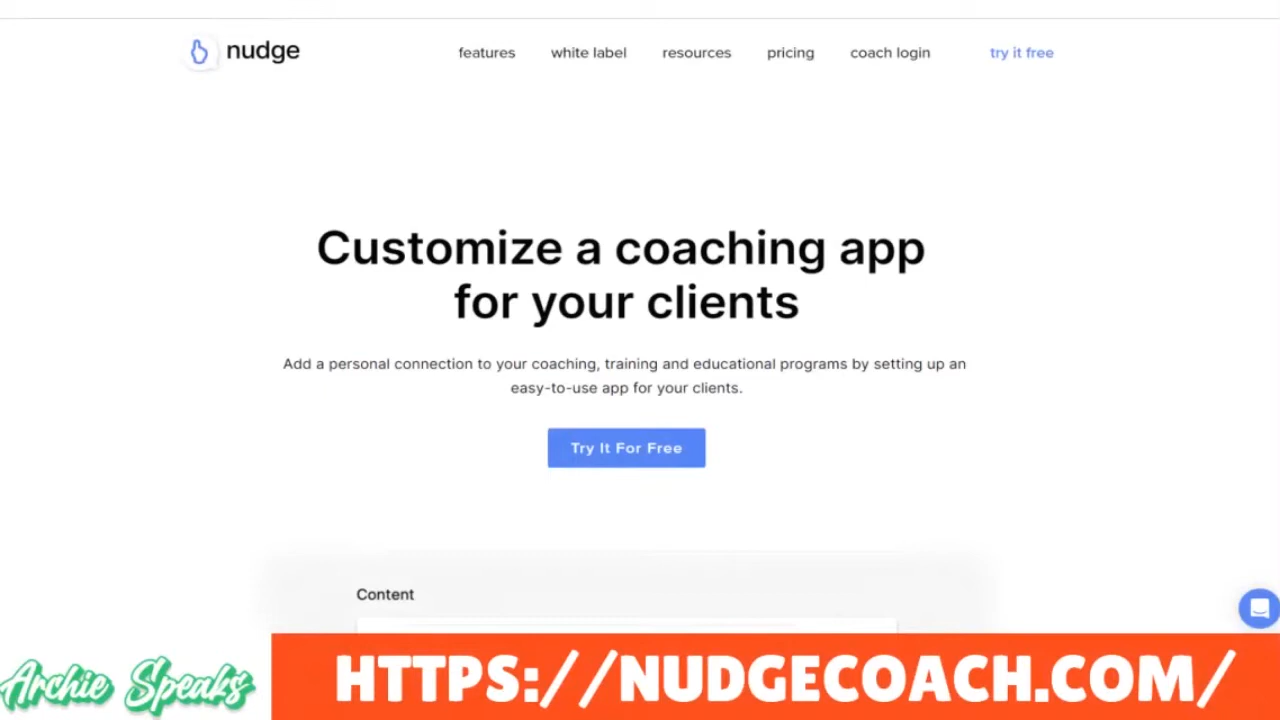 nudge
features white label resources pricing coach login try it free
Customize a coaching app
for your clients
Add a personal connection to your coaching, training and educational programs by setting up an
easy-to-use app for your clients.
Try It For Free
Content
Archie Speaks
HTTPS://NUDGECOACH.COM/